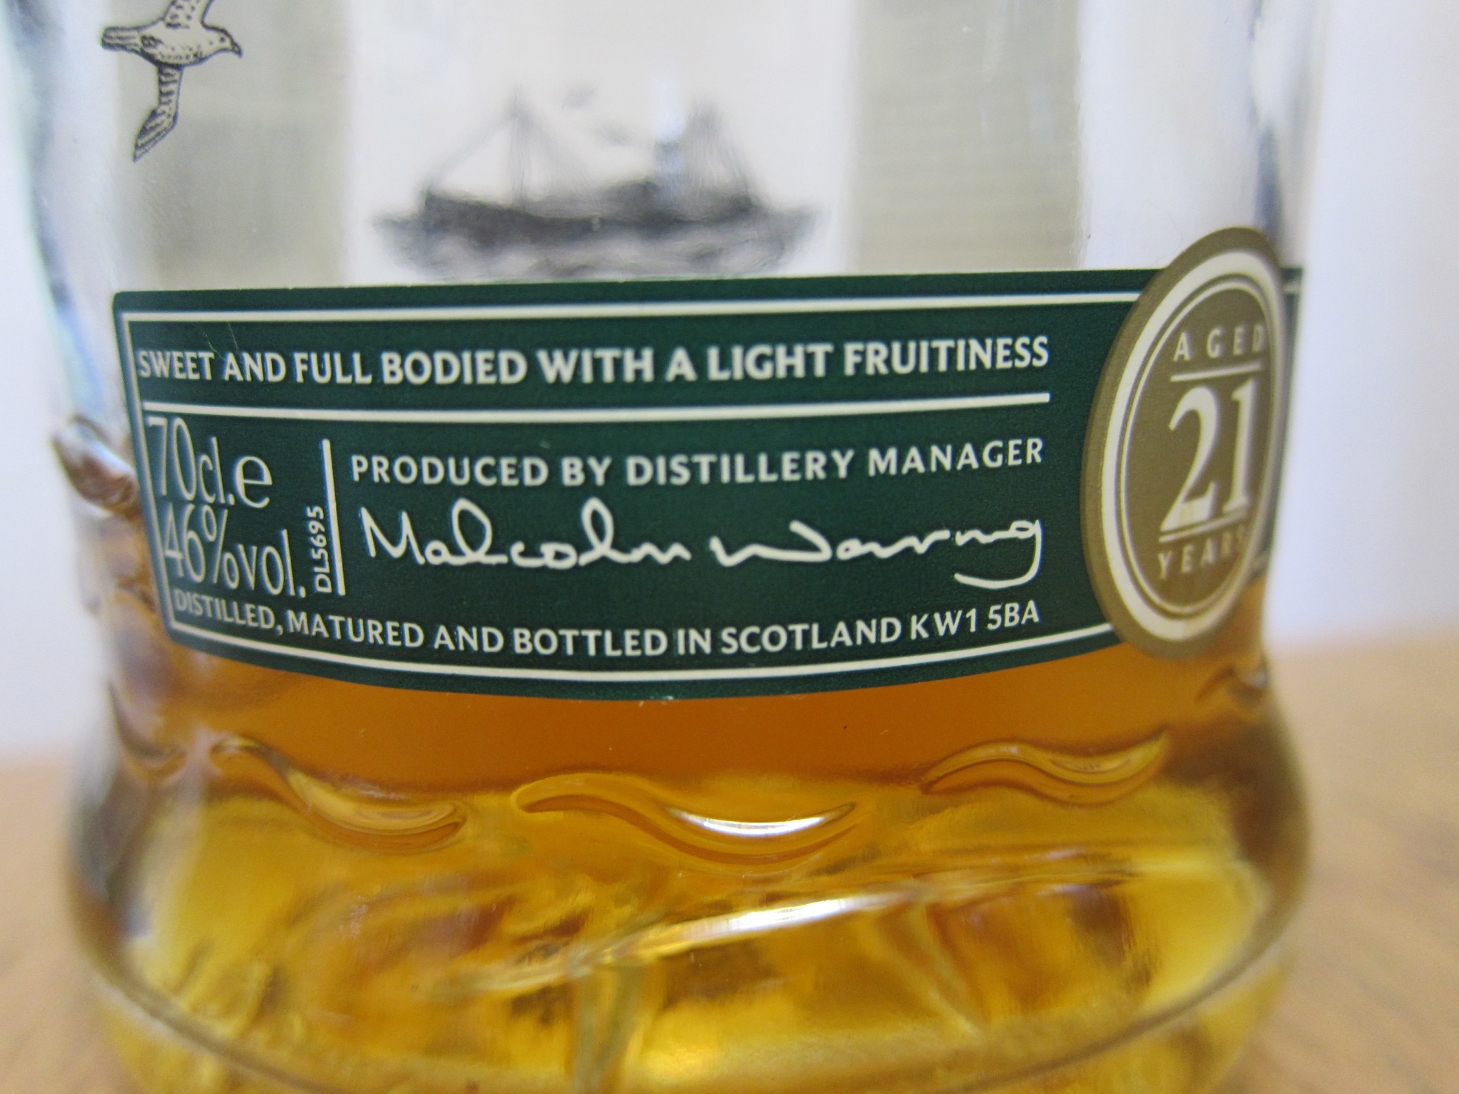 SWEET AND FULL BODIED WITH A LIGHT FRUITINESS
70cl.e
46%vol.
DL5695
PRODUCED BY DISTILLERY MANAGER
Malcolm Waring
DISTILLED, MATURED AND BOTTLED IN SCOTLAND KW1 5BA
AGED
21
YEARS